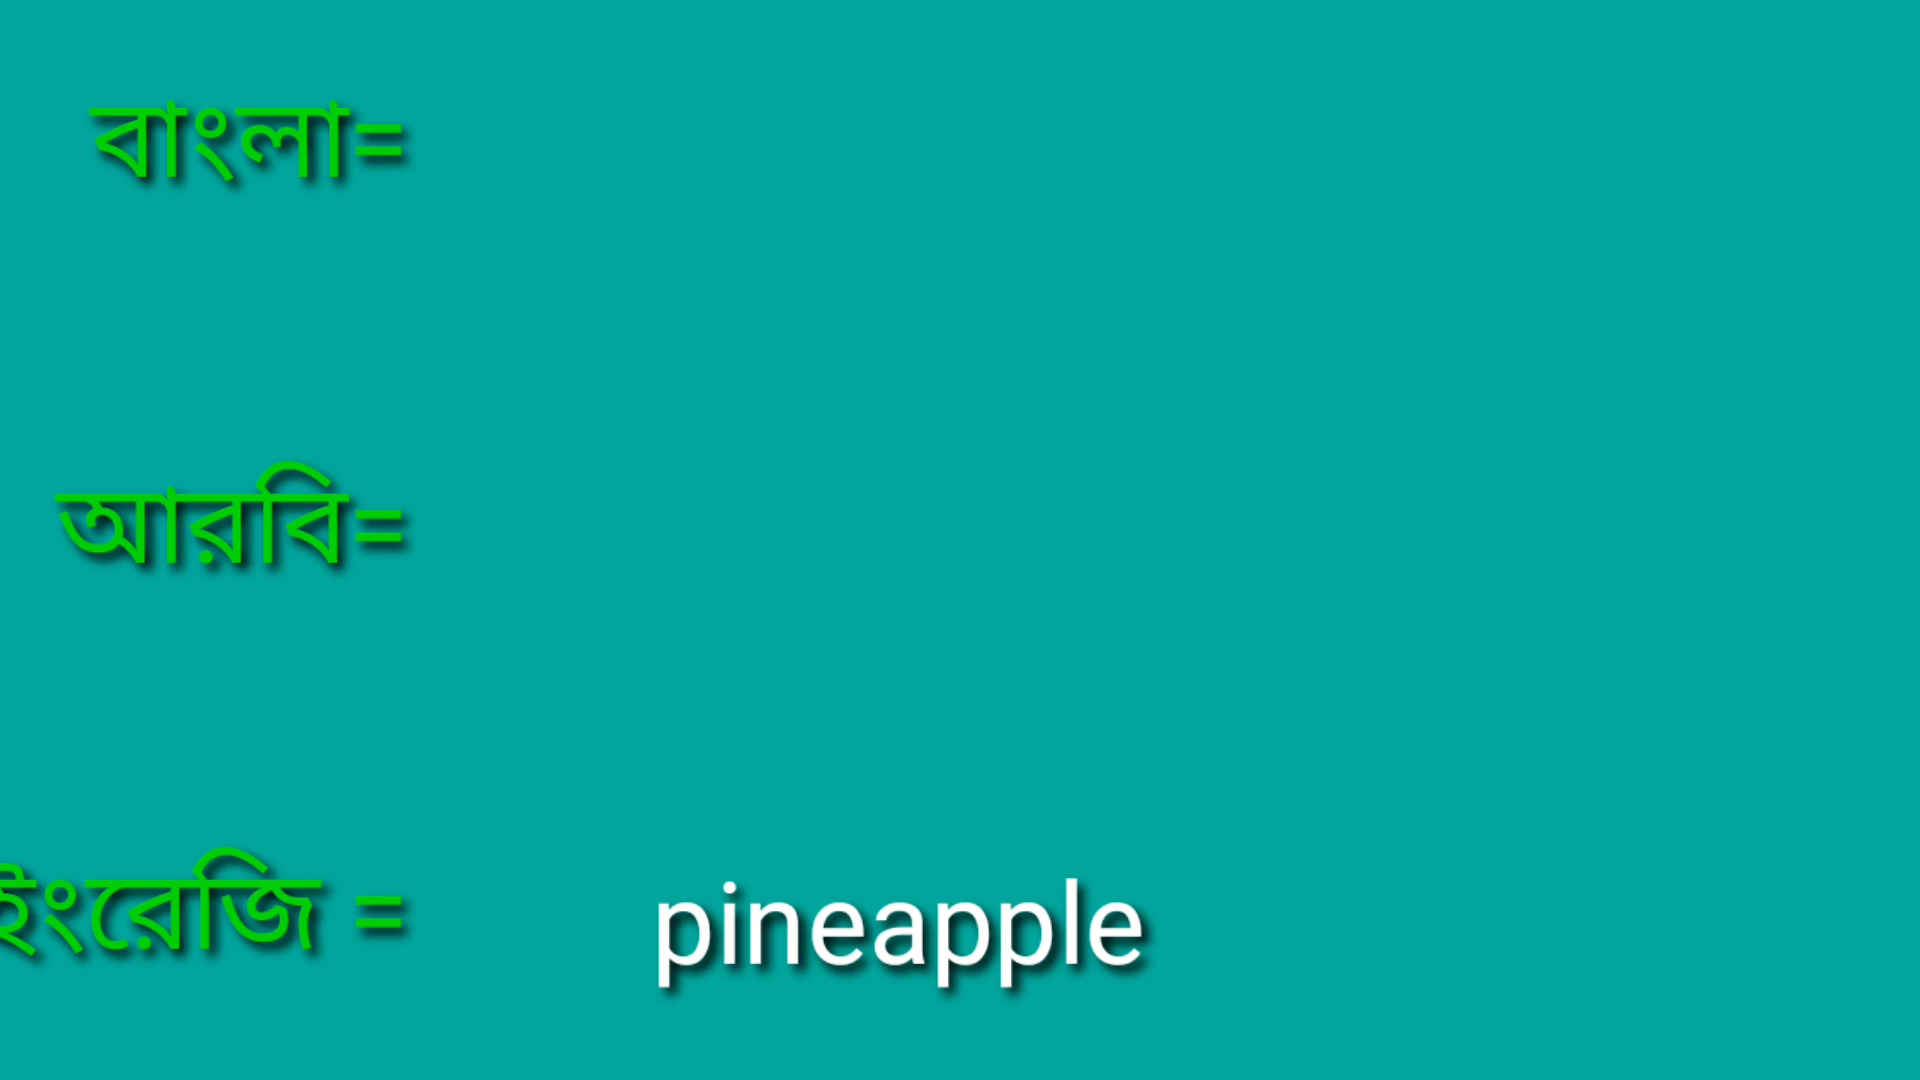 বাংলা=
আরবি=
ইংরেজি = pineapple